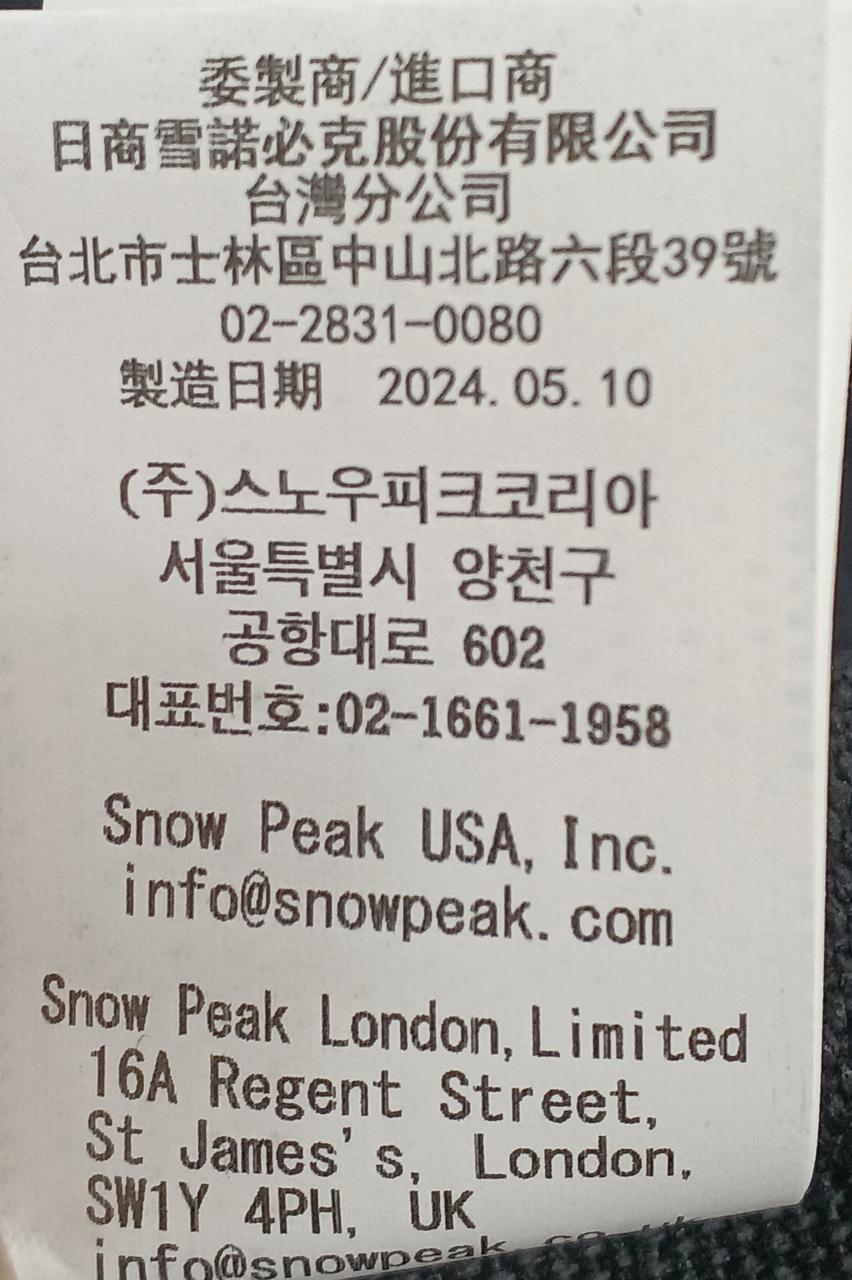 委製商/進口商
日商雪諾必克股份有限公司
台灣分公司
台北市士林區中山北路六段39號
02-2831-0080
製造日期 2024.05.10
(주)스노우피크코리아
서울특별시 양천구
공항대로 602
대표번호:02-1661-1958
Snow Peak USA, Inc.
info@snowpeak.com
Snow Peak London, Limited
16A Regent Street,
St James's, London,
SW1Y 4PH, UK
info@snowpeak.co.uk